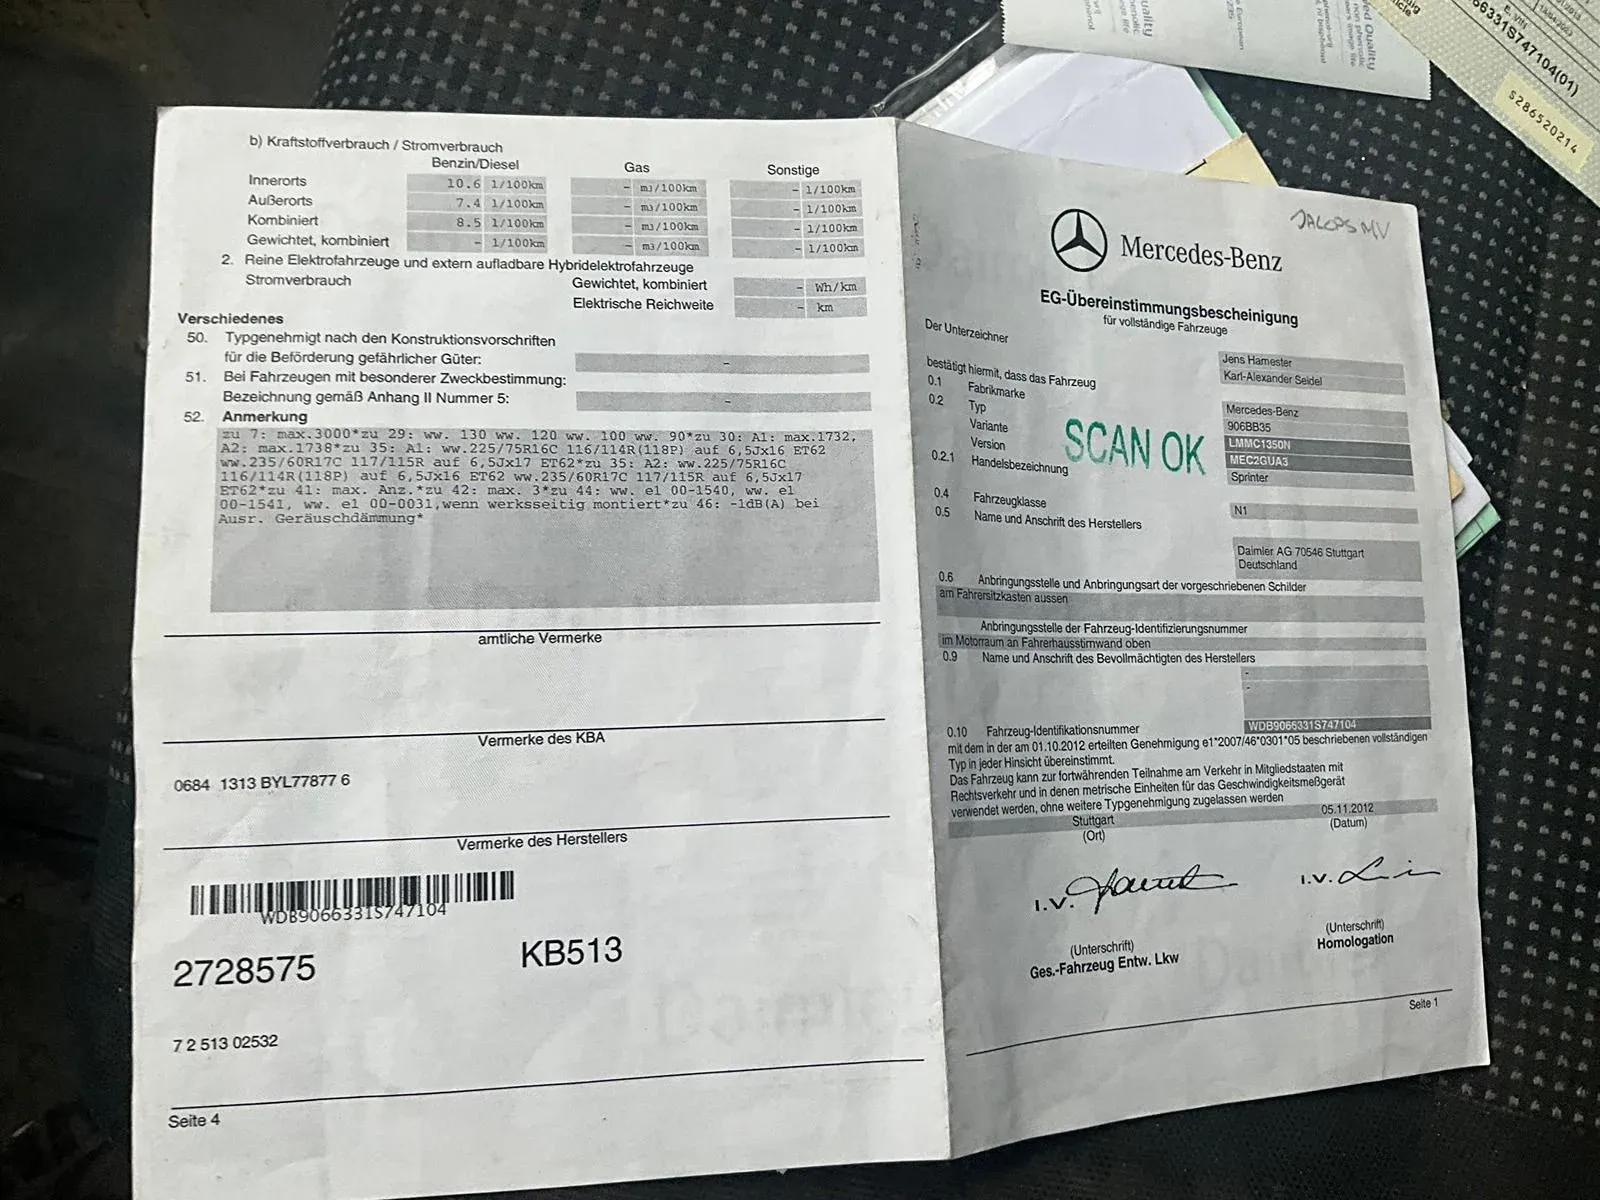 b) Kraftstoffverbrauch / Stromverbrauch
Benzin/Diesel Gas Sonstige
Innerorts 10.6 l/100km - m3/100km - l/100km
Außerorts 7.4 l/100km - m3/100km - l/100km
Kombiniert 8.5 l/100km - m3/100km - l/100km
Gewichtet, kombiniert - l/100km - m3/100km - l/100km
2. Reine Elektrofahrzeuge und extern aufladbare Hybridelektrofahrzeuge
Stromverbrauch Gewichtet, kombiniert - Wh/km
Elektrische Reichweite - km
Verschiedenes
50. Typgenehmigt nach den Konstruktionsvorschriften
für die Beförderung gefährlicher Güter: -
51. Bei Fahrzeugen mit besonderer Zweckbestimmung:
Bezeichnung gemäß Anhang II Nummer 5: -
52. Anmerkung
zu 7: max.3000*zu 29: ww. 130 ww. 120 ww. 100 ww. 90*zu 30: A1: max.1732,
A2: max.1738*zu 35: A1: ww.225/75R16C 116/114R(118P) auf 6,5Jx16 ET62
ww.235/60R17C 117/115R auf 6,5Jx17 ET62*zu 35: A2: ww.225/75R16C
116/114R(118P) auf 6,5Jx16 ET62 ww.235/60R17C 117/115R auf 6,5Jx17
ET62*zu 41: max. Anz.*zu 42: max. 3*zu 44: ww. e1 00-1540, ww. e1
00-1541, ww. e1 00-0031,wenn werksseitig montiert*zu 46: -1dB(A) bei
Ausr. Geräuschdämmung*
amtliche Vermerke
Vermerke des KBA
0684 1313 BYL77877 6
Vermerke des Herstellers
WDB9066331S747104
2728575 KB513
7 2 513 02532
Seite 4
JALOPS MV
Mercedes-Benz
EG-Übereinstimmungsbescheinigung
für vollständige Fahrzeuge
Der Unterzeichner
Jens Hamester
Karl-Alexander Seidel
bestätigt hiermit, dass das Fahrzeug
0.1 Fabrikmarke Mercedes-Benz
0.2 Typ 906BB35
Variante LMMC1350N
Version MEC2GUA3
0.2.1 Handelsbezeichnung Sprinter
SCAN OK
0.4 Fahrzeugklasse N1
0.5 Name und Anschrift des Herstellers
Daimler AG 70546 Stuttgart
Deutschland
0.6 Anbringungsstelle und Anbringungsart der vorgeschriebenen Schilder
am Fahrersitzkasten aussen
Anbringungsstelle der Fahrzeug-Identifizierungsnummer
im Motorraum an Fahrerhausstirnwand oben
0.9 Name und Anschrift des Bevollmächtigten des Herstellers
-
-
0.10 Fahrzeug-Identifikationsnummer WDB9066331S747104
mit dem in der am 01.10.2012 erteilten Genehmigung e1*2007/46*0301*05 beschriebenen vollständigen
Typ in jeder Hinsicht übereinstimmt.
Das Fahrzeug kann zur fortwährenden Teilnahme am Verkehr in Mitgliedstaaten mit
Rechtsverkehr und in denen metrische Einheiten für das Geschwindigkeitsmeßgerät
verwendet werden, ohne weitere Typgenehmigung zugelassen werden
Stuttgart 05.11.2012
(Ort) (Datum)
I.V. I.V.
(Unterschrift) (Unterschrift)
Ges.-Fahrzeug Entw. Lkw Homologation
Seite 1
E. VIN
66331S747104(01)
S286520214